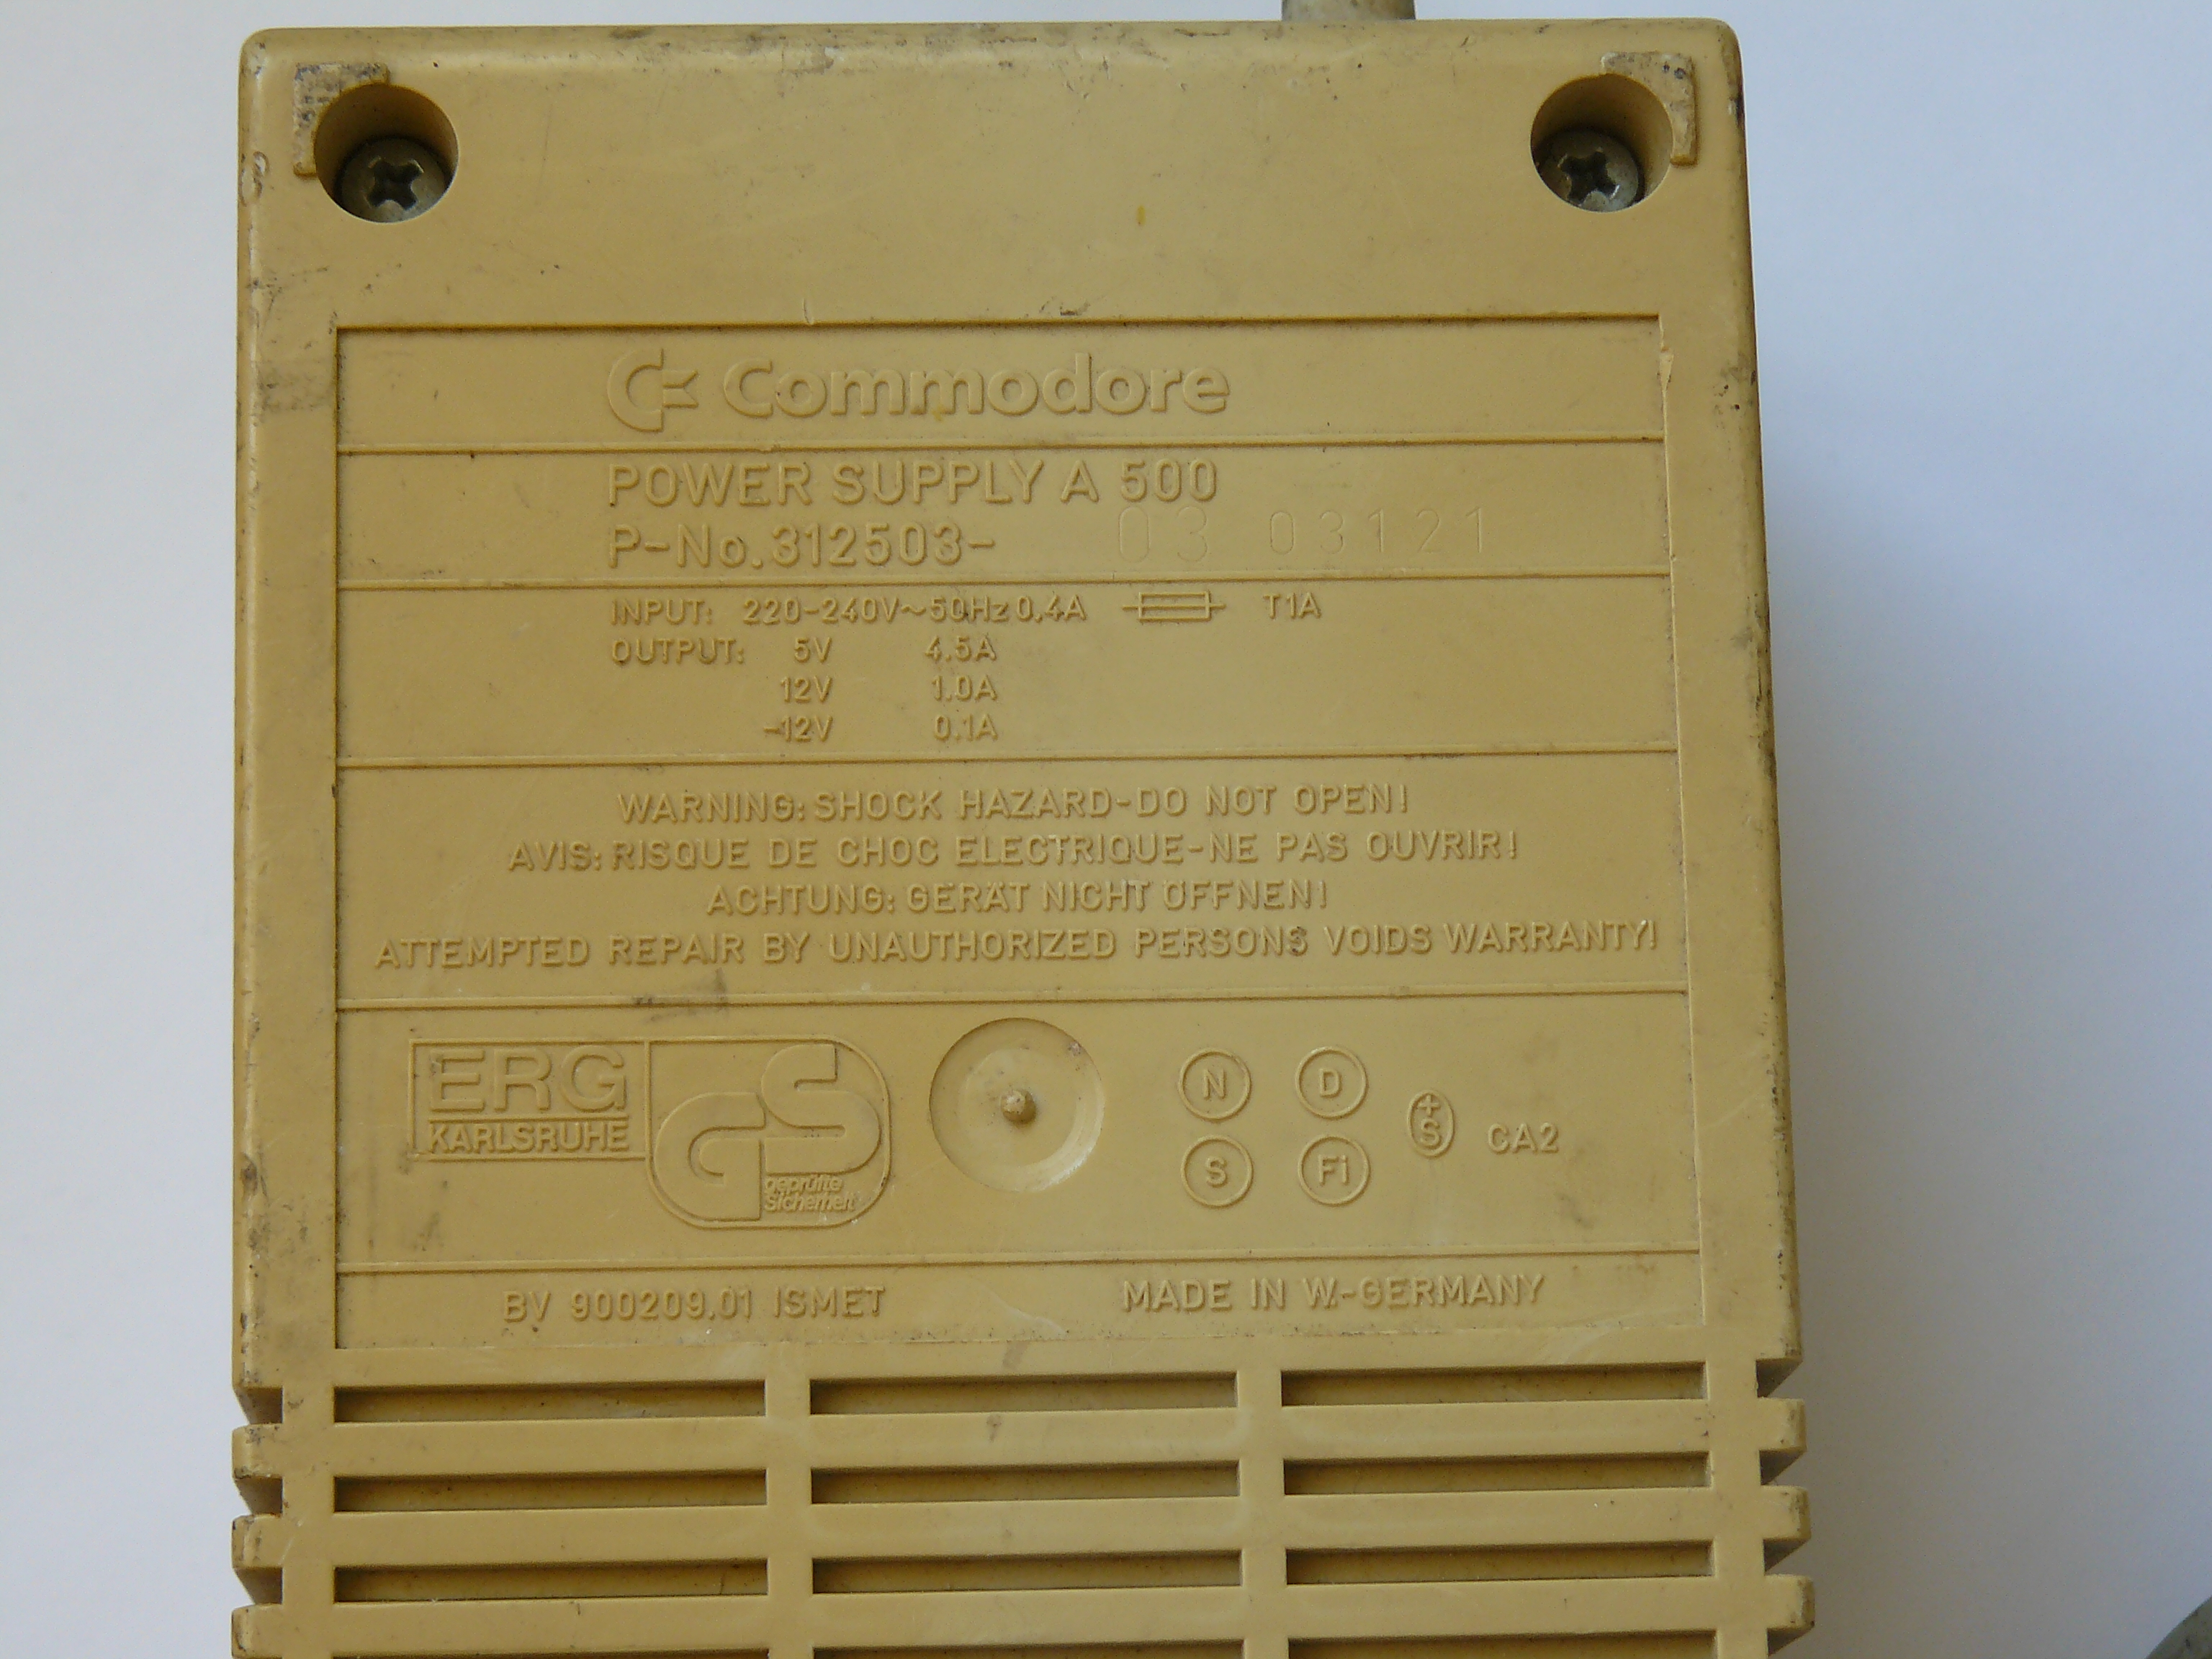 Commodore
POWER SUPPLY A 500
P-No.312503- 03 03121
INPUT: 220-240V~50Hz 0.4A T1A
OUTPUT: 5V 4.5A
12V 1.0A
-12V 0.1A
WARNING: SHOCK HAZARD-DO NOT OPEN!
AVIS: RISQUE DE CHOC ELECTRIQUE-NE PAS OUVRIR!
ACHTUNG: GERÄT NICHT ÖFFNEN!
ATTEMPTED REPAIR BY UNAUTHORIZED PERSONS VOIDS WARRANTY!
ERG
KARLSRUHE
GS
geprüfte
Sicherheit
N D
S Fi
+S CA2
BV 900209.01 ISMET MADE IN W.-GERMANY